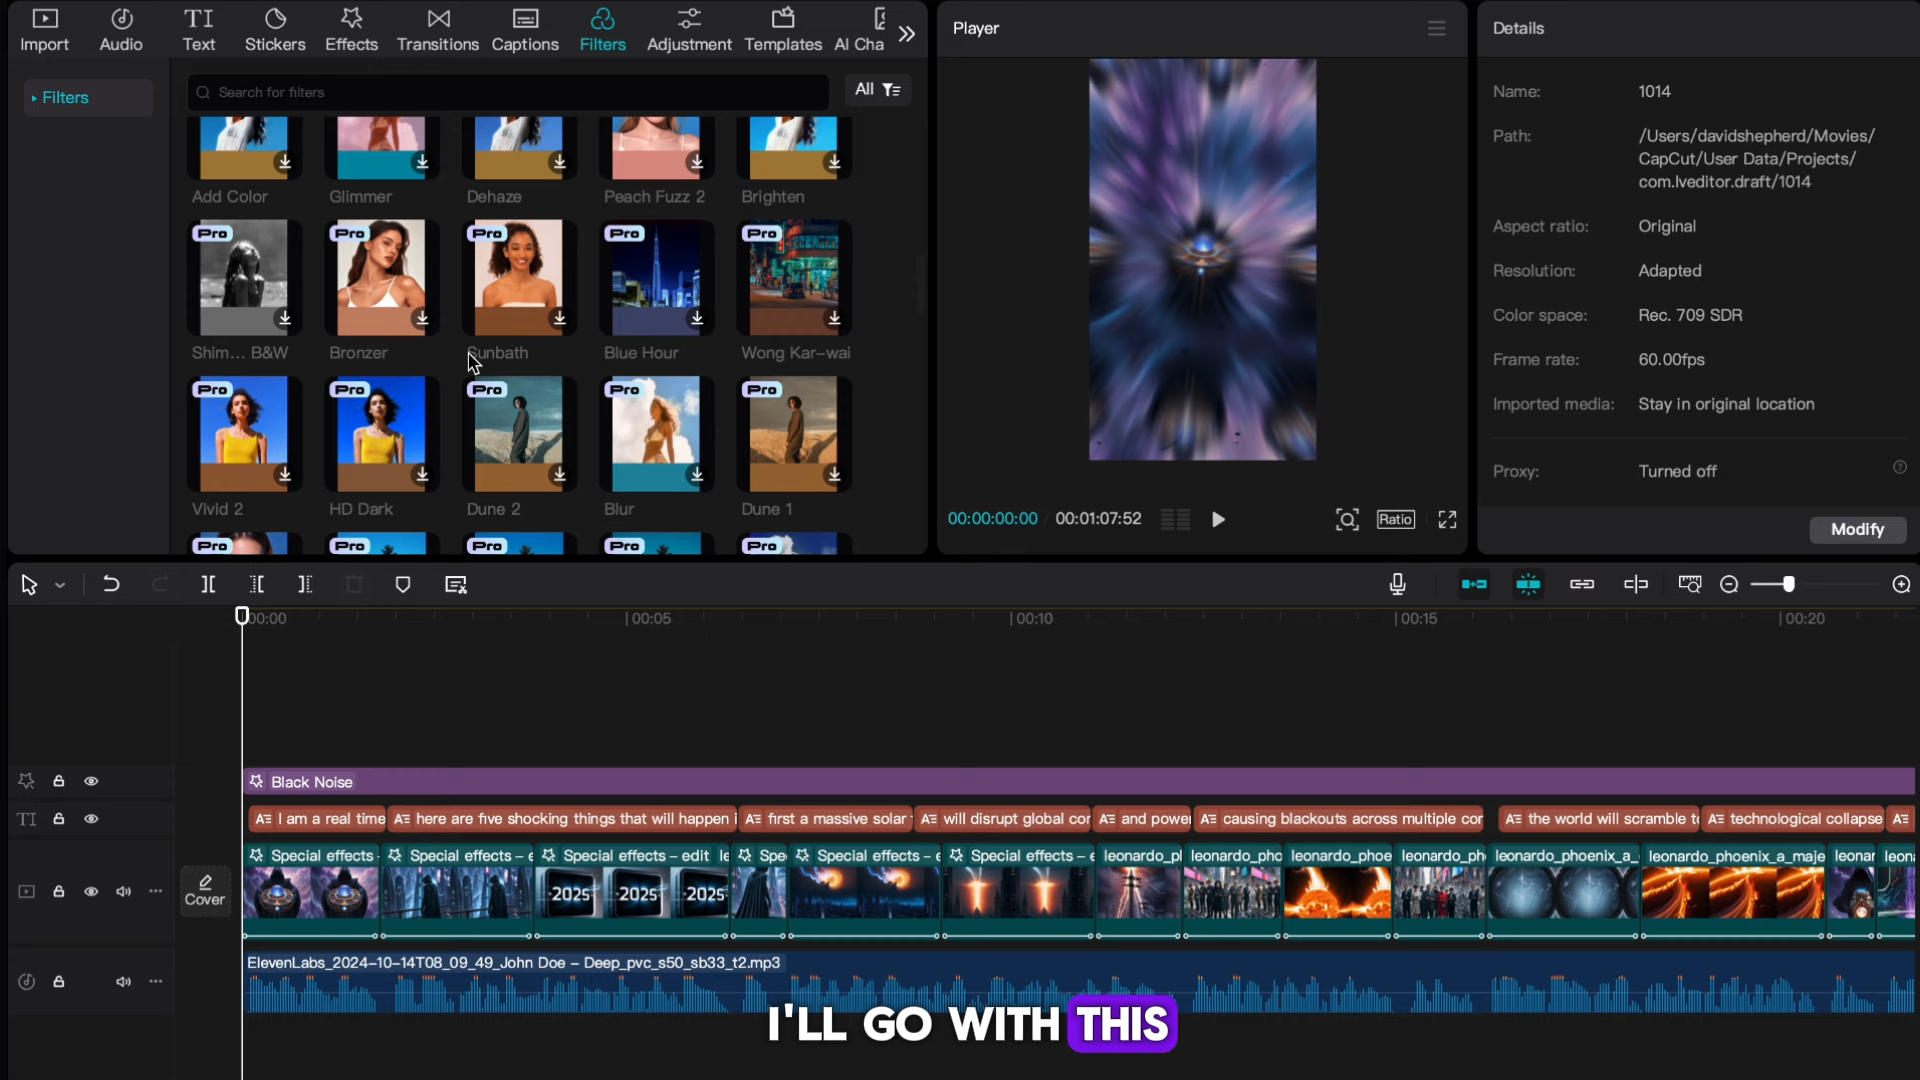 Import
Audio
Text
Stickers
Effects
Transitions
Captions
Filters
Adjustment
Templates
AI Cha
Player
Details
Filters
Search for filters
All
Add Color
Glimmer
Dehaze
Peach Fuzz 2
Brighten
Pro
Pro
Pro
Pro
Pro
Shim... B&W
Bronzer
Sunbath
Blue Hour
Wong Kar-wai
Pro
Pro
Pro
Pro
Pro
Vivid 2
HD Dark
Dune 2
Blur
Dune 1
Pro
Pro
Pro
Pro
Pro
00:00:00:00
00:01:07:52
Ratio
Name: 1014
Path: /Users/davidshepherd/Movies/
CapCut/User Data/Projects/
com.lveditor.draft/1014
Aspect ratio: Original
Resolution: Adapted
Color space: Rec. 709 SDR
Frame rate: 60.00fps
Imported media: Stay in original location
Proxy: Turned off
Modify
00:00
00:05
00:10
00:15
00:20
Black Noise
I am a real time
here are five shocking things that will happen i
first a massive solar
will disrupt global cor
and power
causing blackouts across multiple cor
the world will scramble to
technological collapse
Special effects
Special effects - e
Special effects - edit le
Spe
Special effects -
Special effects - e
leonardo_pl
leonardo_pho
leonardo_phoe
leonardo_ph
leonardo_phoenix_a_
leonardo_phoenix_a_maje
leonar
leona
Cover
2025
2025
2025
ElevenLabs_2024-10-14T08_09_49_John Doe – Deep_pvc_s50_sb33_t2.mp3
I'LL GO WITH THIS